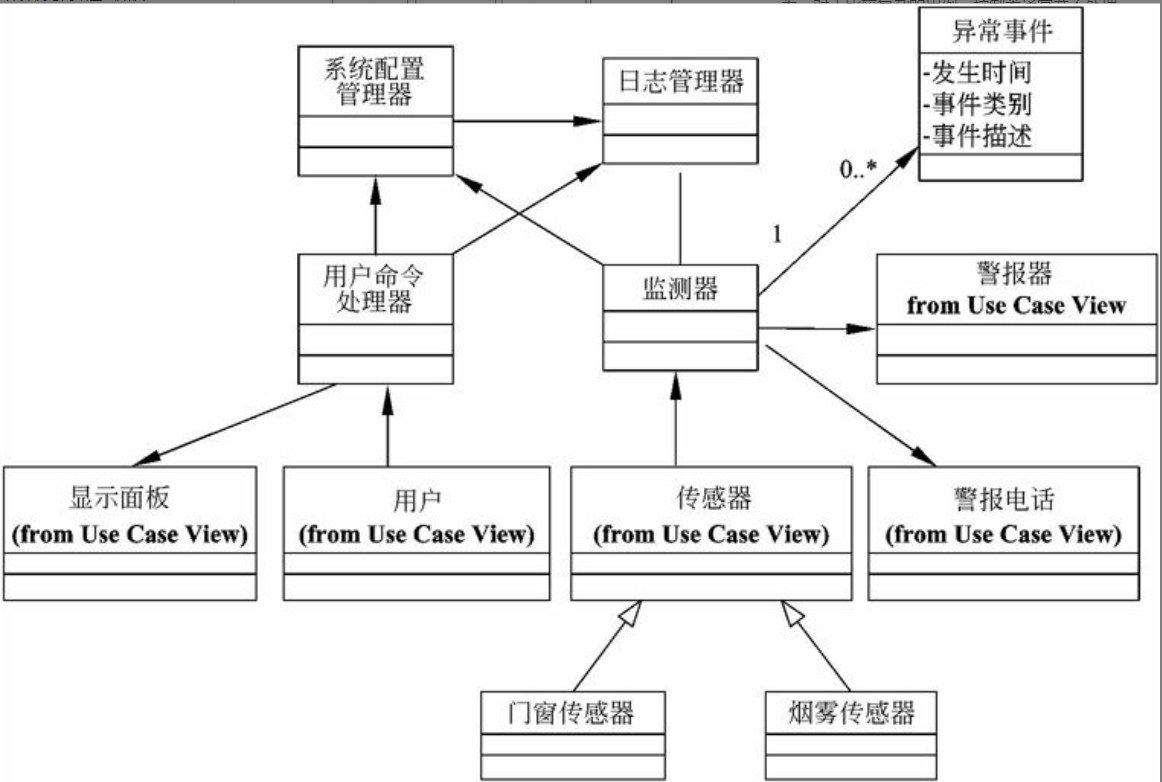 系统配置
管理器
日志管理器
异常事件
-发生时间
-事件类别
-事件描述
0..*
1
用户命令
处理器
监测器
警报器
from Use Case View
显示面板
(from Use Case View)
用户
(from Use Case View)
传感器
(from Use Case View)
警报电话
(from Use Case View)
门窗传感器
烟雾传感器